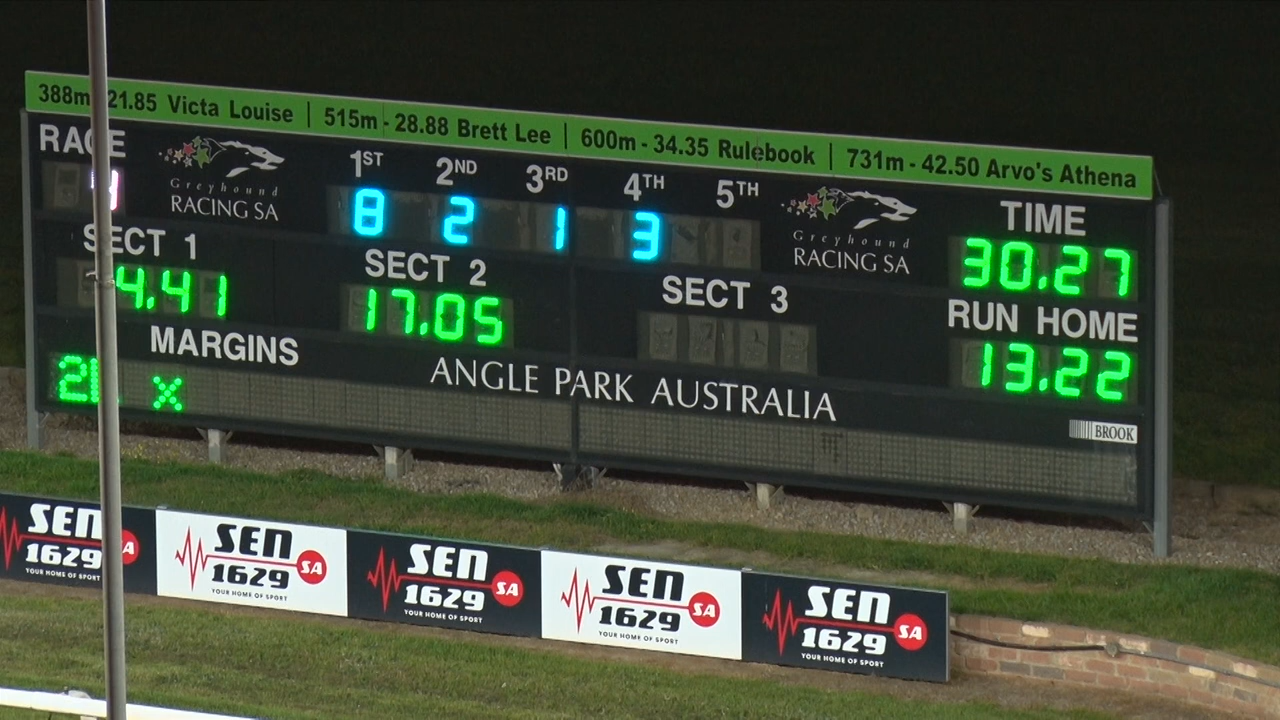 388m 21.85 Victa Louise | 515m - 28.88 Brett Lee | 600m - 34.35 Rulebook | 731m - 42.50 Arvo's Athena
RACE
Greyhound
RACING SA
1ST 2ND 3RD 4TH 5TH
8 2 1 3
Greyhound
RACING SA
TIME
30.27
SECT 1
4.41
SECT 2
17.05
SECT 3
RUN HOME
13.22
MARGINS
ANGLE PARK AUSTRALIA
BROOK
SEN
1629
SA
YOUR HOME OF SPORT
SEN
1629
SA
YOUR HOME OF SPORT
SEN
1629
SA
YOUR HOME OF SPORT
SEN
1629
SA
YOUR HOME OF SPORT
SEN
1629
SA
YOUR HOME OF SPORT